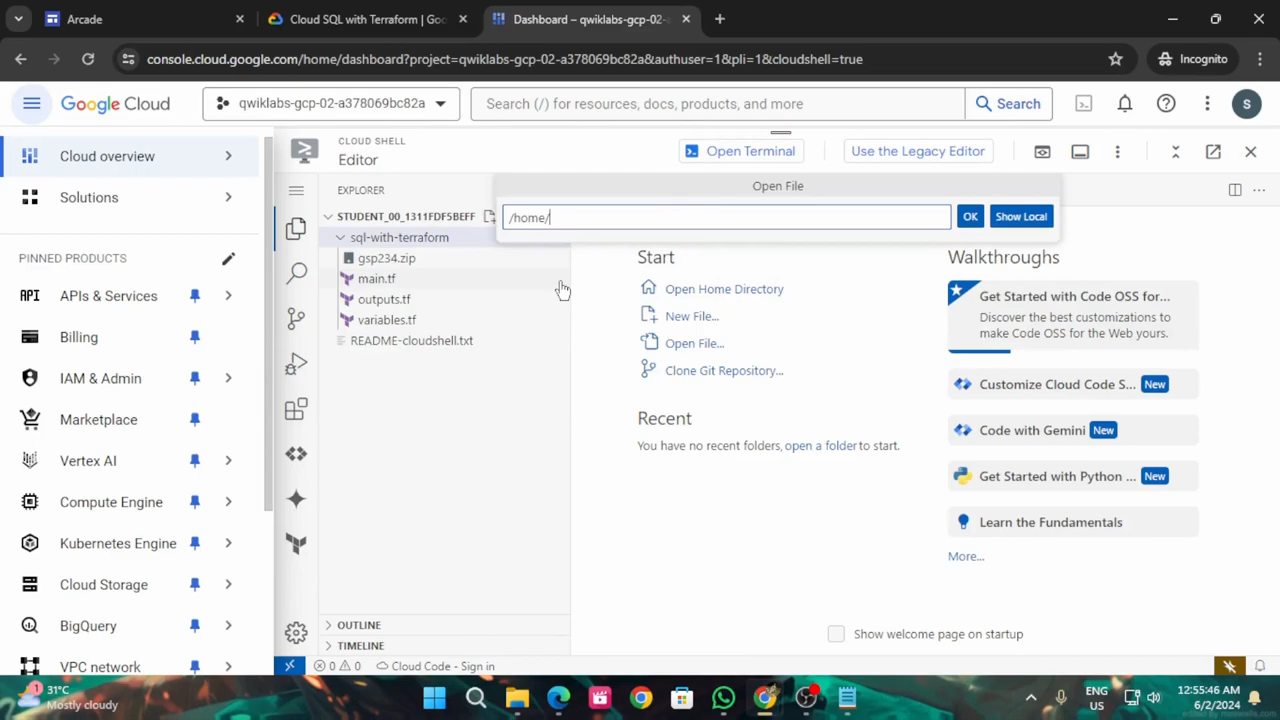 Arcade
Cloud SQL with Terraform | Goo
Dashboard – qwiklabs-gcp-02-a
console.cloud.google.com/home/dashboard?project=qwiklabs-gcp-02-a378069bc82a&authuser=1&pli=1&cloudshell=true
Incognito
Google Cloud
qwiklabs-gcp-02-a378069bc82a
Search (/) for resources, docs, products, and more
Search
S
Cloud overview
Solutions
PINNED PRODUCTS
API APIs & Services
Billing
IAM & Admin
Marketplace
Vertex AI
Compute Engine
Kubernetes Engine
Cloud Storage
BigQuery
VPC network
CLOUD SHELL
Editor
Open Terminal
Use the Legacy Editor
EXPLORER
STUDENT_00_1311FDF5BEFF
sql-with-terraform
gsp234.zip
main.tf
outputs.tf
variables.tf
README-cloudshell.txt
OUTLINE
TIMELINE
Open File
/home/
OK
Show Local
Start
Open Home Directory
New File...
Open File...
Clone Git Repository...
Recent
You have no recent folders, open a folder to start.
Walkthroughs
Get Started with Code OSS for...
Discover the best customizations to
make Code OSS for the Web yours.
Customize Cloud Code S... New
Code with Gemini New
Get Started with Python ... New
Learn the Fundamentals
More...
Show welcome page on startup
0 0 Cloud Code - Sign in
1
31°C
Mostly cloudy
ENG
US
12:55:46 AM
6/2/2024